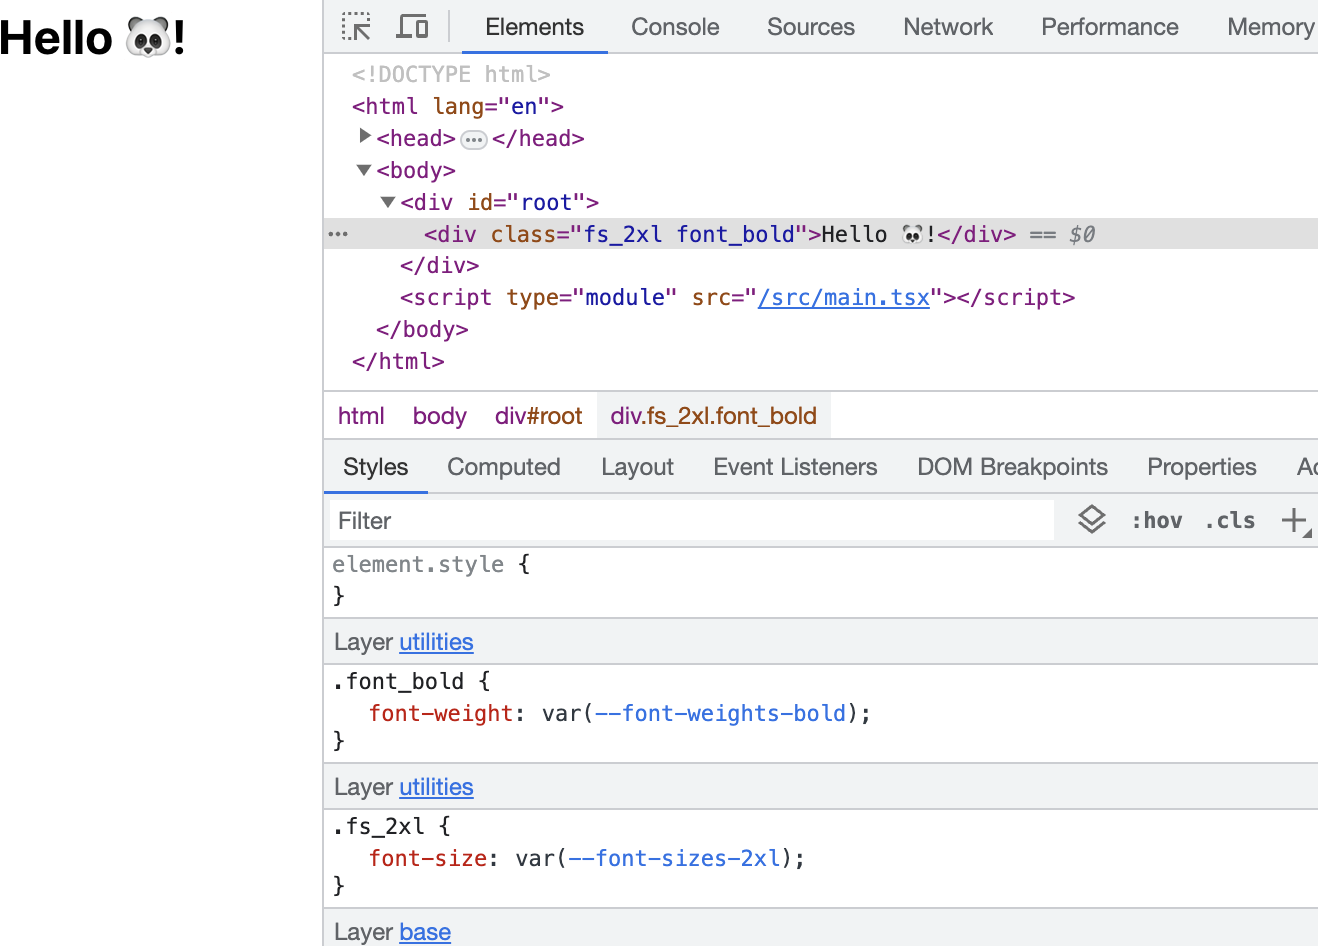 Hello 🐼!
Elements Console Sources Network Performance Memory
<!DOCTYPE html>
<html lang="en">
<head> ••• </head>
<body>
<div id="root">
••• <div class="fs_2xl font_bold">Hello 🐼!</div> == $0
</div>
<script type="module" src="/src/main.tsx"></script>
</body>
</html>
html body div#root div.fs_2xl.font_bold
Styles Computed Layout Event Listeners DOM Breakpoints Properties
Filter :hov .cls
element.style {
}
Layer utilities
.font_bold {
font-weight: var(--font-weights-bold);
}
Layer utilities
.fs_2xl {
font-size: var(--font-sizes-2xl);
}
Layer base